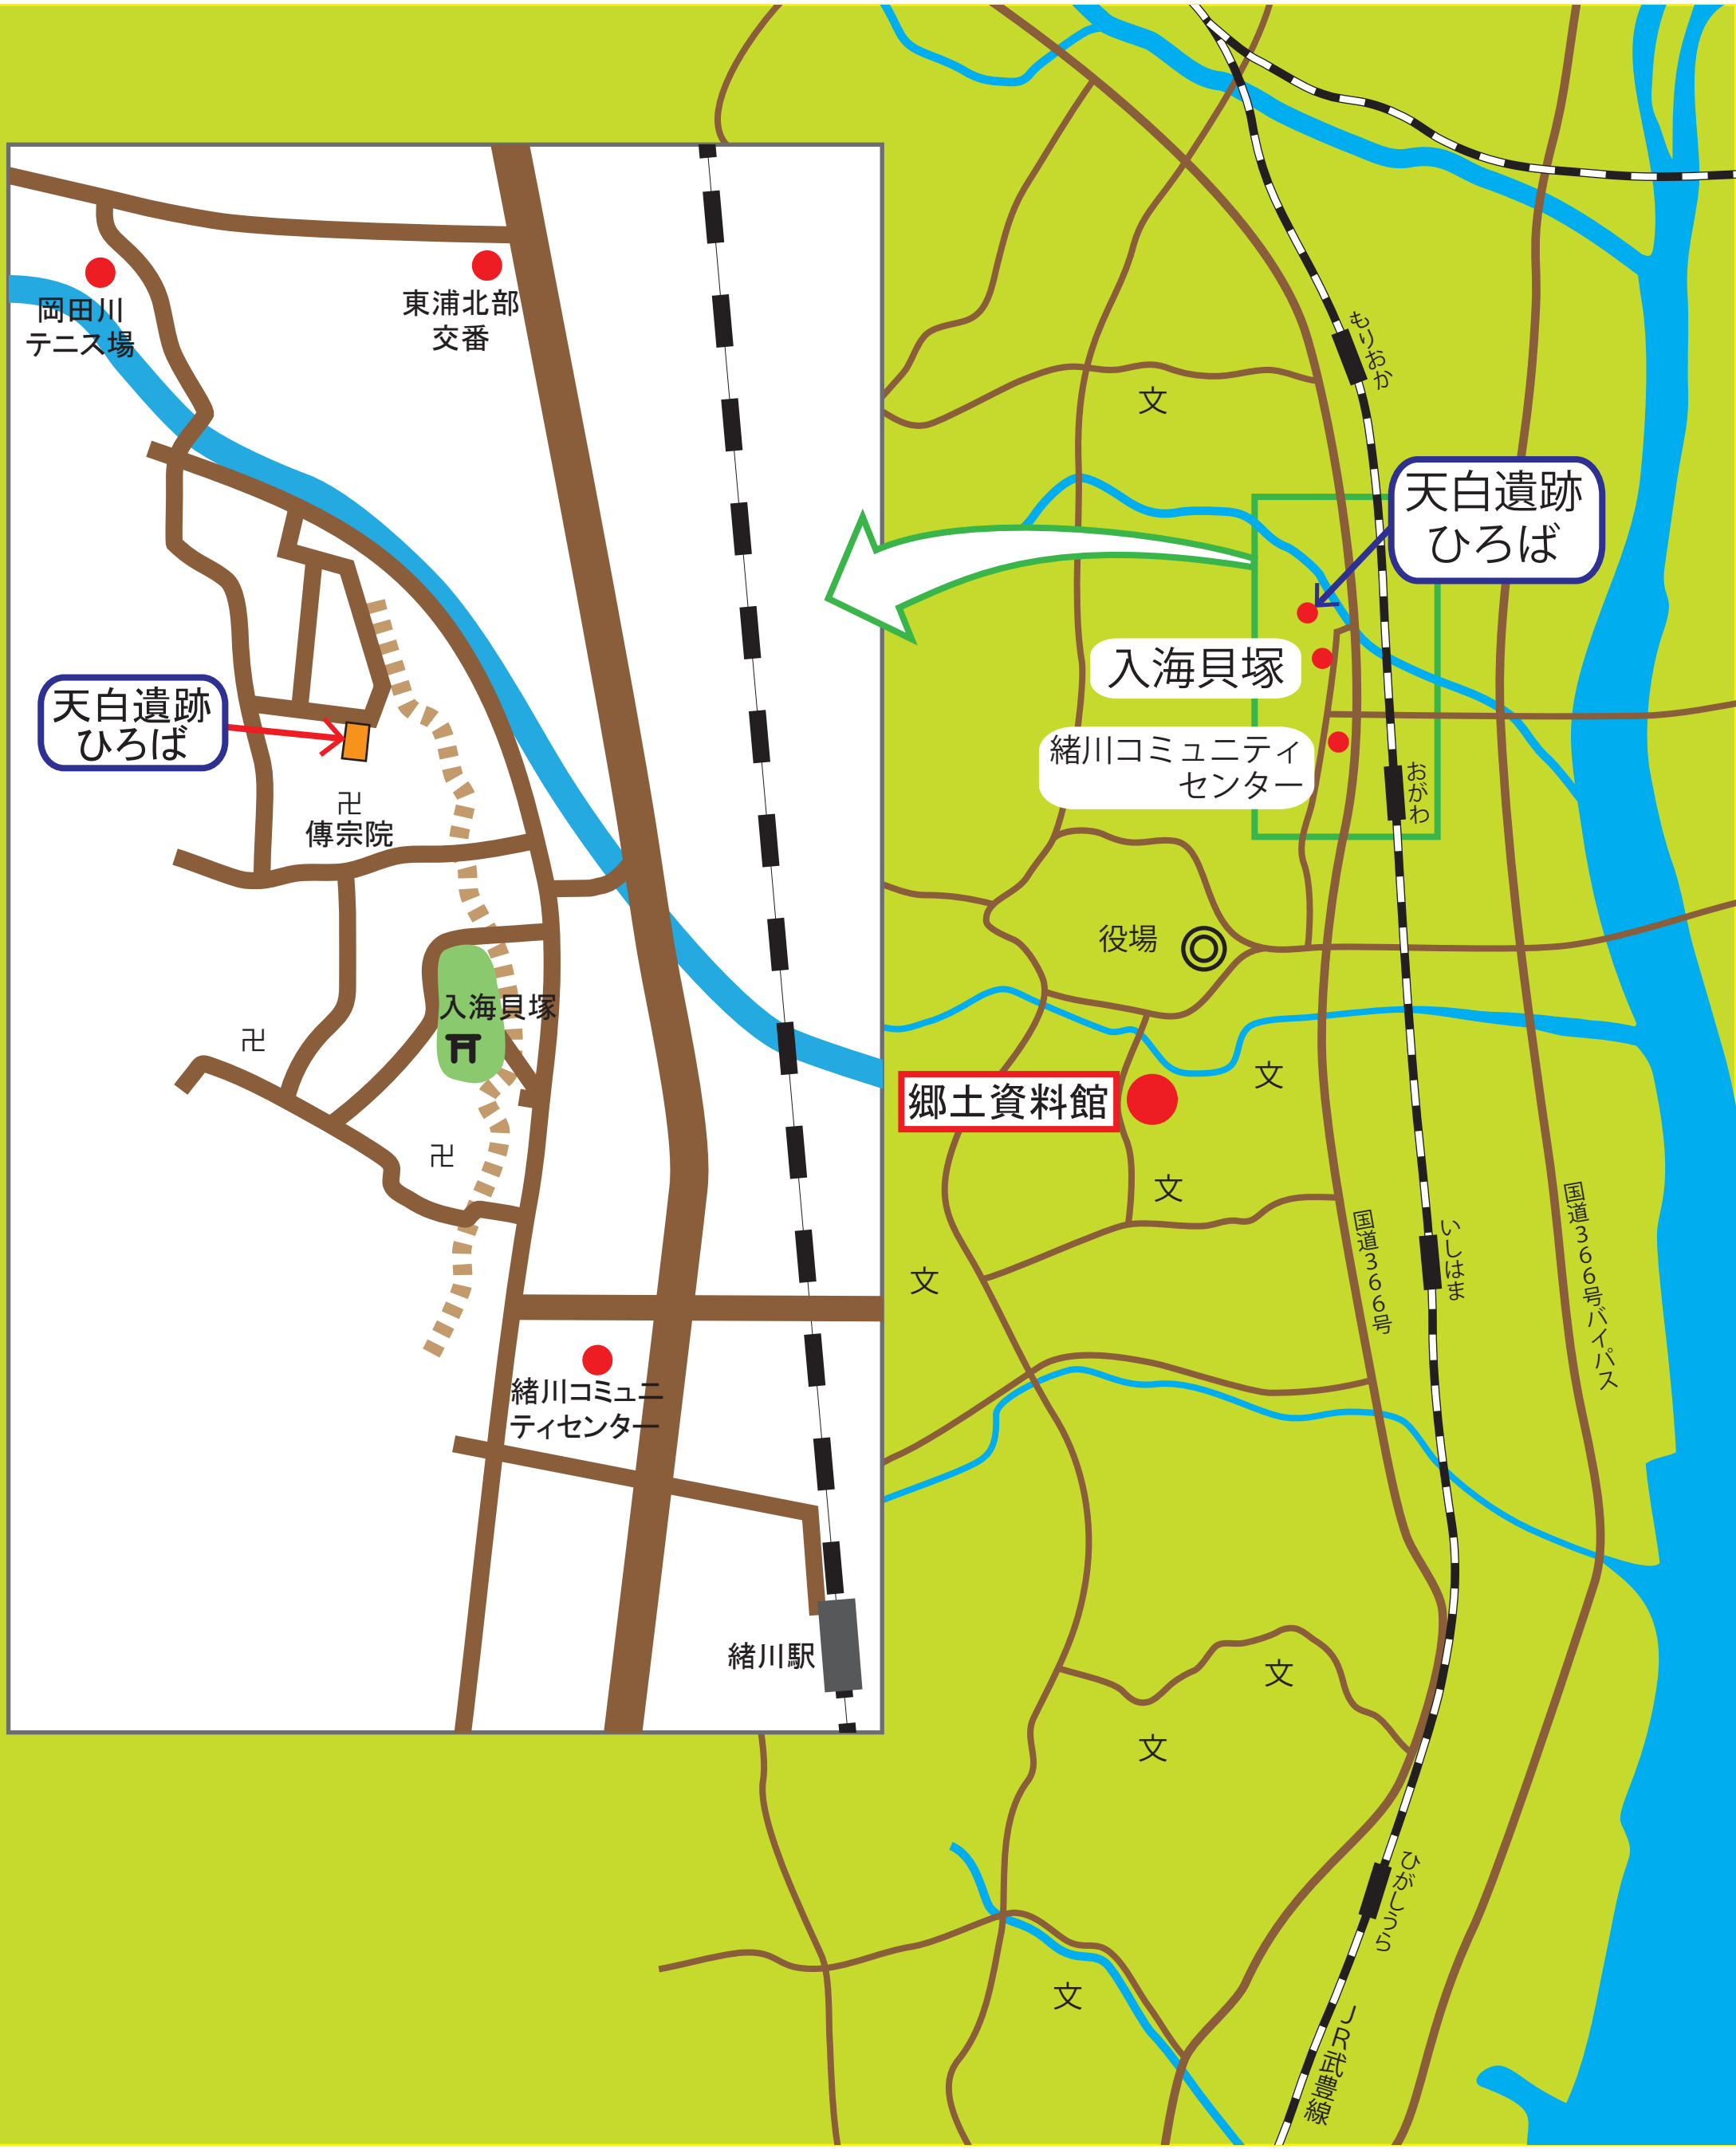 岡田川
テニス場
東浦北部
交番
天白遺跡
ひろば
卍
傳宗院
入海貝塚
卍
卍
緒川コミュニ
ティセンター
緒川駅
文
もりおか
天白遺跡
ひろば
入海貝塚
緒川コミュニティ
センター
おがわ
役場
文
郷土資料館
文
文
国道366号
いしはま
国道366号バイパス
文
文
ひがしうら
文
JR武豊線